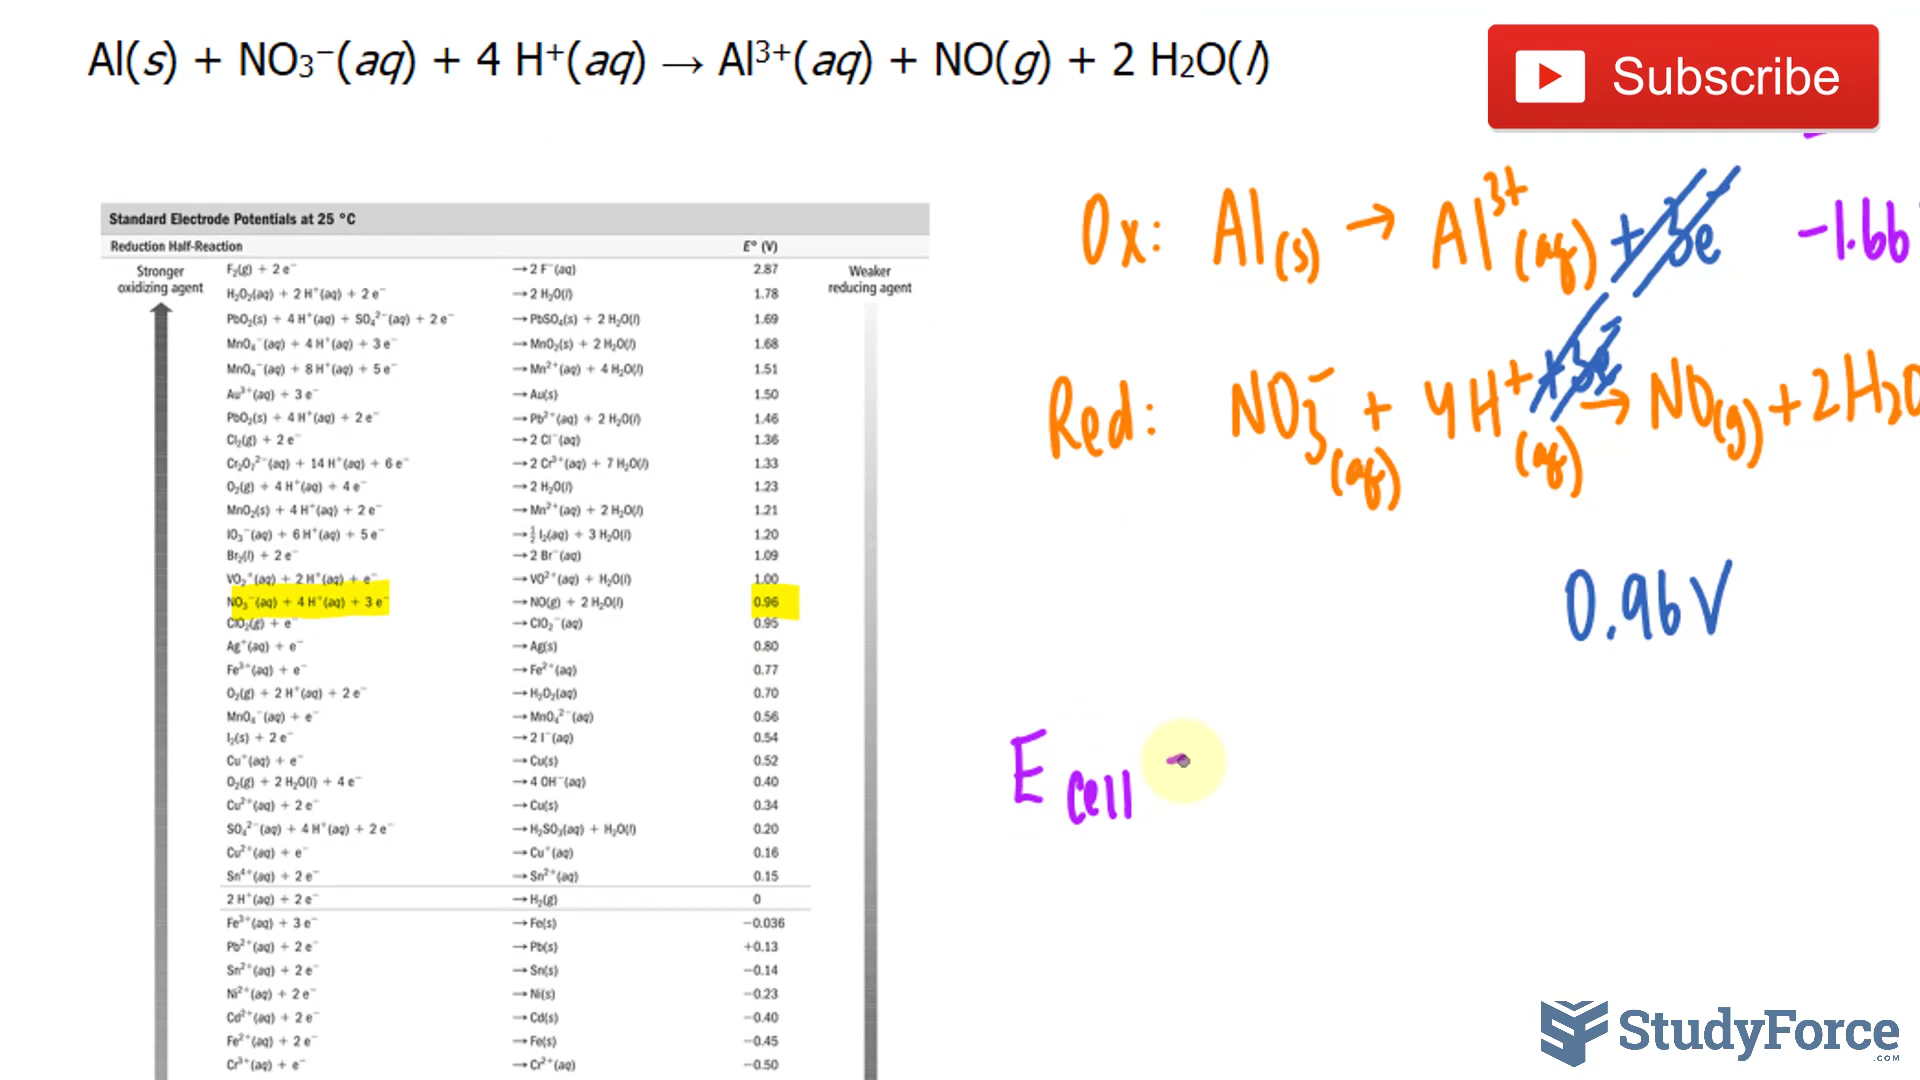 Al(s) + NO₃⁻(aq) + 4 H⁺(aq) → Al³⁺(aq) + NO(g) + 2 H₂O(l)
Subscribe
Ox: Al(s) → Al³⁺(aq) + 3e -1.66
Red: NO₃⁻(aq) + 4H⁺(aq) + 3e → NO(g) + 2H₂O
0.96 V
E cell
Standard Electrode Potentials at 25 °C
Reduction Half-Reaction E° (V)
Stronger oxidizing agent
Weaker reducing agent
F₂(g) + 2 e⁻ → 2 F⁻(aq) 2.87
H₂O₂(aq) + 2 H⁺(aq) + 2 e⁻ → 2 H₂O(l) 1.78
PbO₂(s) + 4 H⁺(aq) + SO₄²⁻(aq) + 2 e⁻ → PbSO₄(s) + 2 H₂O(l) 1.69
MnO₄⁻(aq) + 4 H⁺(aq) + 3 e⁻ → MnO₂(s) + 2 H₂O(l) 1.68
MnO₄⁻(aq) + 8 H⁺(aq) + 5 e⁻ → Mn²⁺(aq) + 4 H₂O(l) 1.51
Au³⁺(aq) + 3 e⁻ → Au(s) 1.50
PbO₂(s) + 4 H⁺(aq) + 2 e⁻ → Pb²⁺(aq) + 2 H₂O(l) 1.46
Cl₂(g) + 2 e⁻ → 2 Cl⁻(aq) 1.36
Cr₂O₇²⁻(aq) + 14 H⁺(aq) + 6 e⁻ → 2 Cr³⁺(aq) + 7 H₂O(l) 1.33
O₂(g) + 4 H⁺(aq) + 4 e⁻ → 2 H₂O(l) 1.23
MnO₂(s) + 4 H⁺(aq) + 2 e⁻ → Mn²⁺(aq) + 2 H₂O(l) 1.21
IO₃⁻(aq) + 6 H⁺(aq) + 5 e⁻ → ½ I₂(aq) + 3 H₂O(l) 1.20
Br₂(l) + 2 e⁻ → 2 Br⁻(aq) 1.09
VO₂⁺(aq) + 2 H⁺(aq) + e⁻ → VO²⁺(aq) + H₂O(l) 1.00
NO₃⁻(aq) + 4 H⁺(aq) + 3 e⁻ → NO(g) + 2 H₂O(l) 0.96
ClO₂(g) + e⁻ → ClO₂⁻(aq) 0.95
Ag⁺(aq) + e⁻ → Ag(s) 0.80
Fe³⁺(aq) + e⁻ → Fe²⁺(aq) 0.77
O₂(g) + 2 H⁺(aq) + 2 e⁻ → H₂O₂(aq) 0.70
MnO₄⁻(aq) + e⁻ → MnO₄²⁻(aq) 0.56
I₂(s) + 2 e⁻ → 2 I⁻(aq) 0.54
Cu⁺(aq) + e⁻ → Cu(s) 0.52
O₂(g) + 2 H₂O(l) + 4 e⁻ → 4 OH⁻(aq) 0.40
Cu²⁺(aq) + 2 e⁻ → Cu(s) 0.34
SO₄²⁻(aq) + 4 H⁺(aq) + 2 e⁻ → H₂SO₃(aq) + H₂O(l) 0.20
Cu²⁺(aq) + e⁻ → Cu⁺(aq) 0.16
Sn⁴⁺(aq) + 2 e⁻ → Sn²⁺(aq) 0.15
2 H⁺(aq) + 2 e⁻ → H₂(g) 0
Fe³⁺(aq) + 3 e⁻ → Fe(s) −0.036
Pb²⁺(aq) + 2 e⁻ → Pb(s) +0.13
Sn²⁺(aq) + 2 e⁻ → Sn(s) −0.14
Ni²⁺(aq) + 2 e⁻ → Ni(s) −0.23
Cd²⁺(aq) + 2 e⁻ → Cd(s) −0.40
Fe²⁺(aq) + 2 e⁻ → Fe(s) −0.45
Cr³⁺(aq) + e⁻ → Cr²⁺(aq) −0.50
StudyForce
.COM